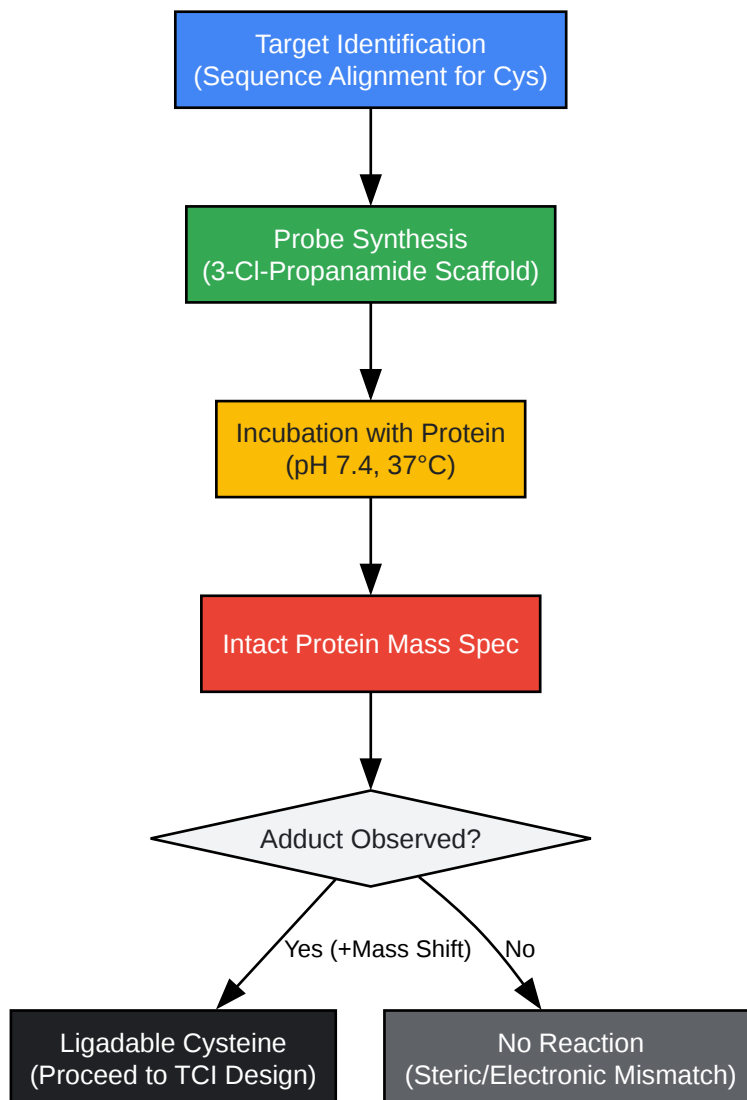 Target Identification
(Sequence Alignment for Cys)
Probe Synthesis
(3-Cl-Propanamide Scaffold)
Incubation with Protein
(pH 7.4, 37°C)
Intact Protein Mass Spec
Adduct Observed?
Yes (+Mass Shift)
No
Ligadable Cysteine
(Proceed to TCI Design)
No Reaction
(Steric/Electronic Mismatch)